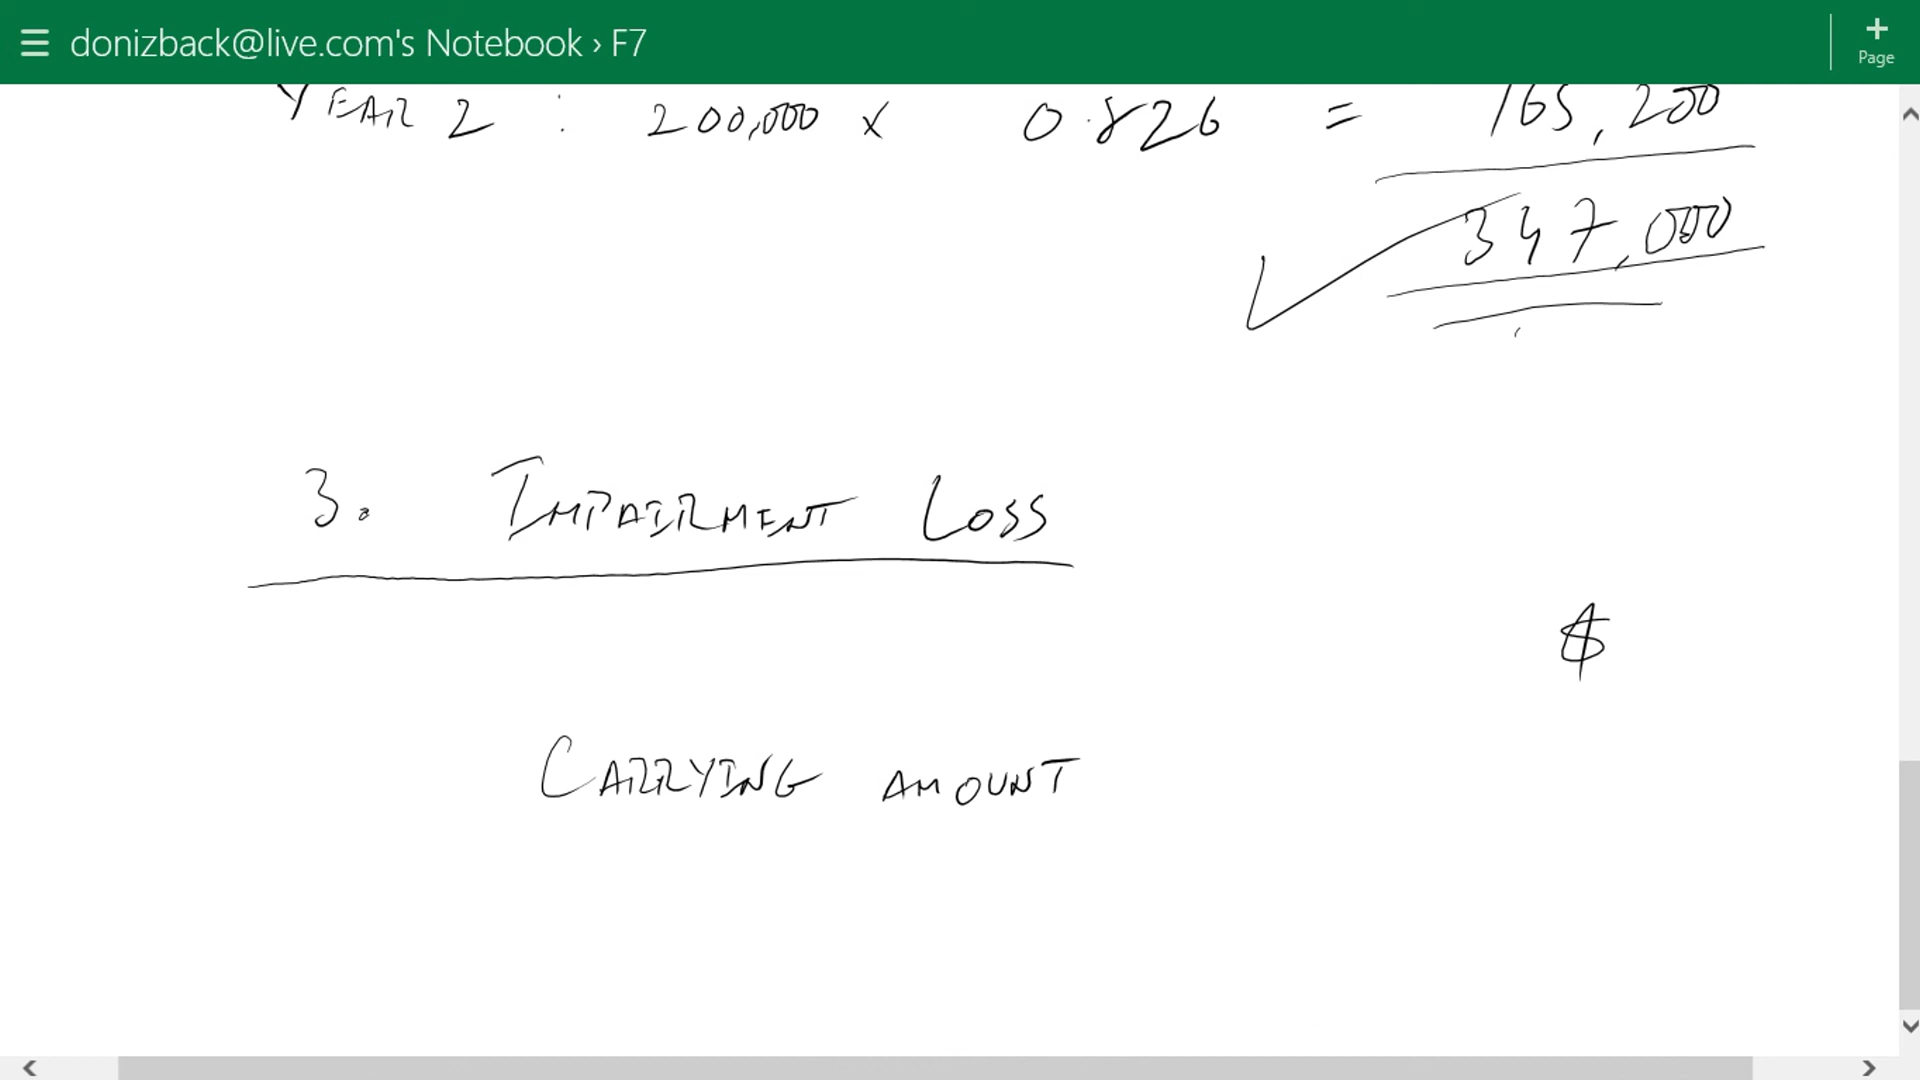 donizback@live.com's Notebook › F7
+
Page
YEAR 2 : 200,000 x 0.826 = 165,200
347,000
3. IMPAIRMENT LOSS
$
CARRYING AMOUNT